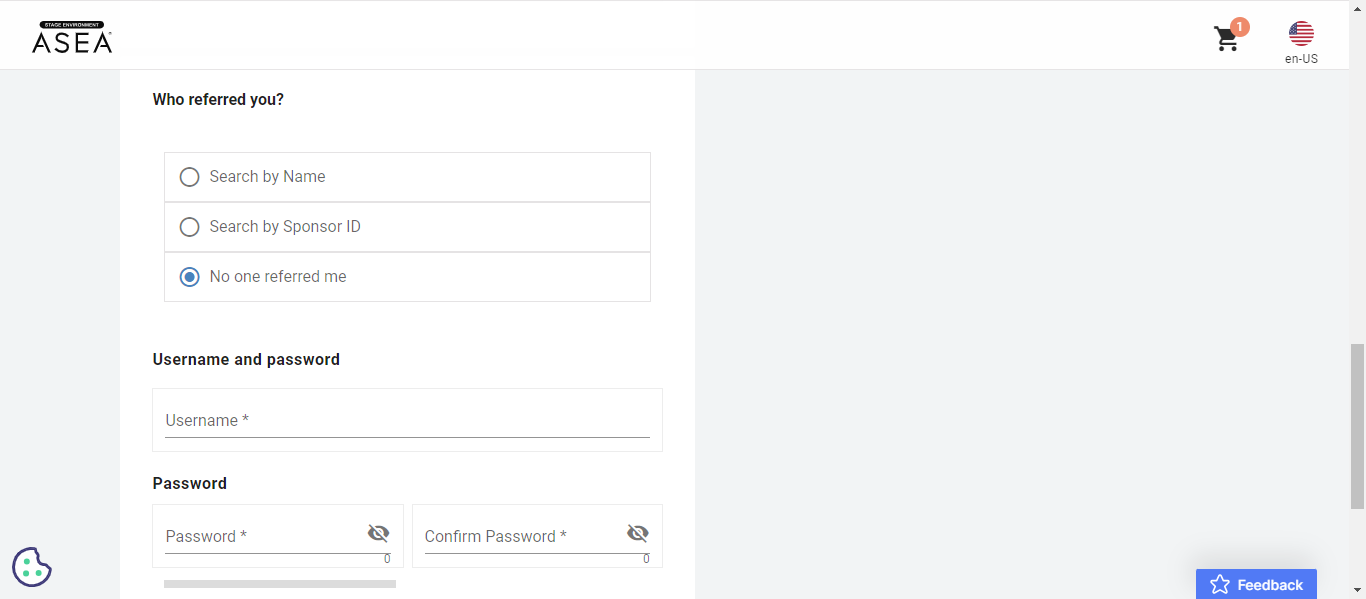 STAGE ENVIRONMENT
ASEA
1
en-US
Who referred you?
Search by Name
Search by Sponsor ID
No one referred me
Username and password
Username *
Password
Password *
Confirm Password *
0
0
Feedback